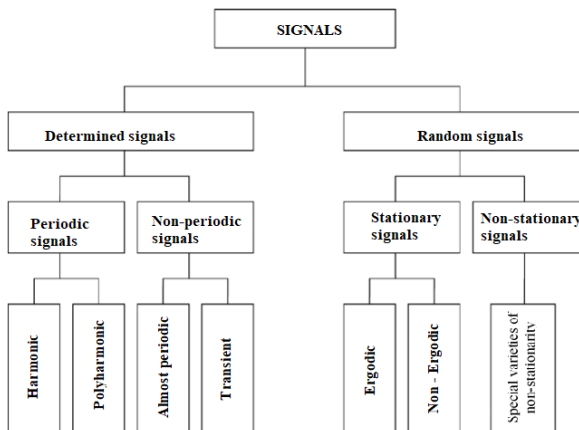 SIGNALS
Determined signals
Random signals
Periodic
signals
Non-periodic
signals
Stationary
signals
Non-stationary
signals
Harmonic
Polyharmonic
Almost periodic
Transient
Ergodic
Non - Ergodic
Special varieties of
non-stationarity